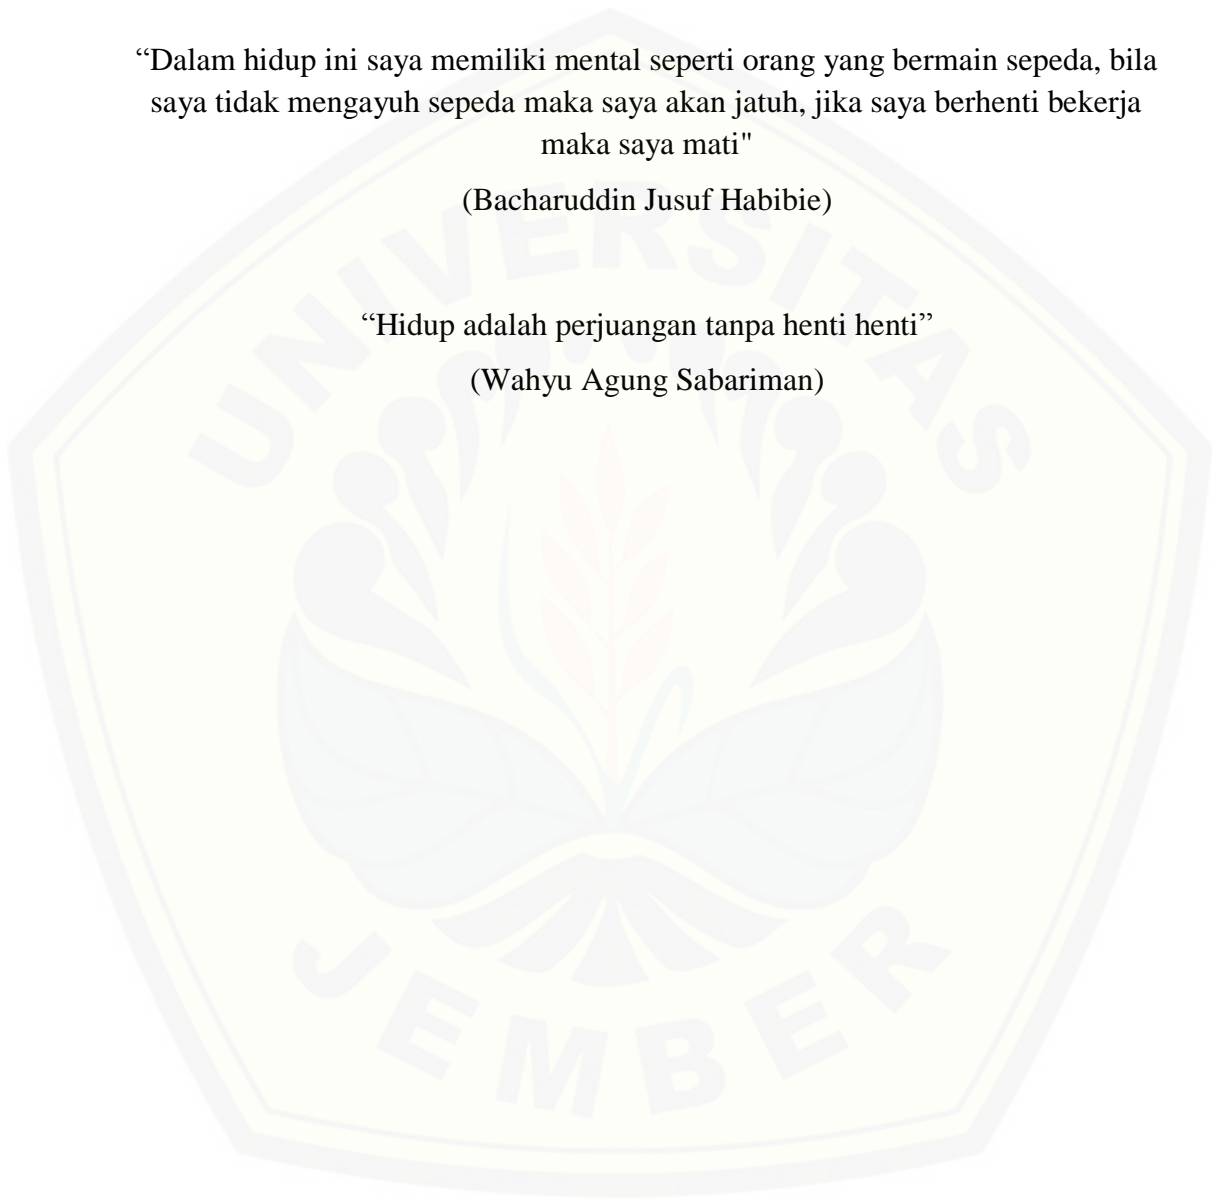 “Dalam hidup ini saya memiliki mental seperti orang yang bermain sepeda, bila
saya tidak mengayuh sepeda maka saya akan jatuh, jika saya berhenti bekerja
maka saya mati"
(Bacharuddin Jusuf Habibie)
“Hidup adalah perjuangan tanpa henti henti”
(Wahyu Agung Sabariman)
UNIVERSITAS
JEMBER